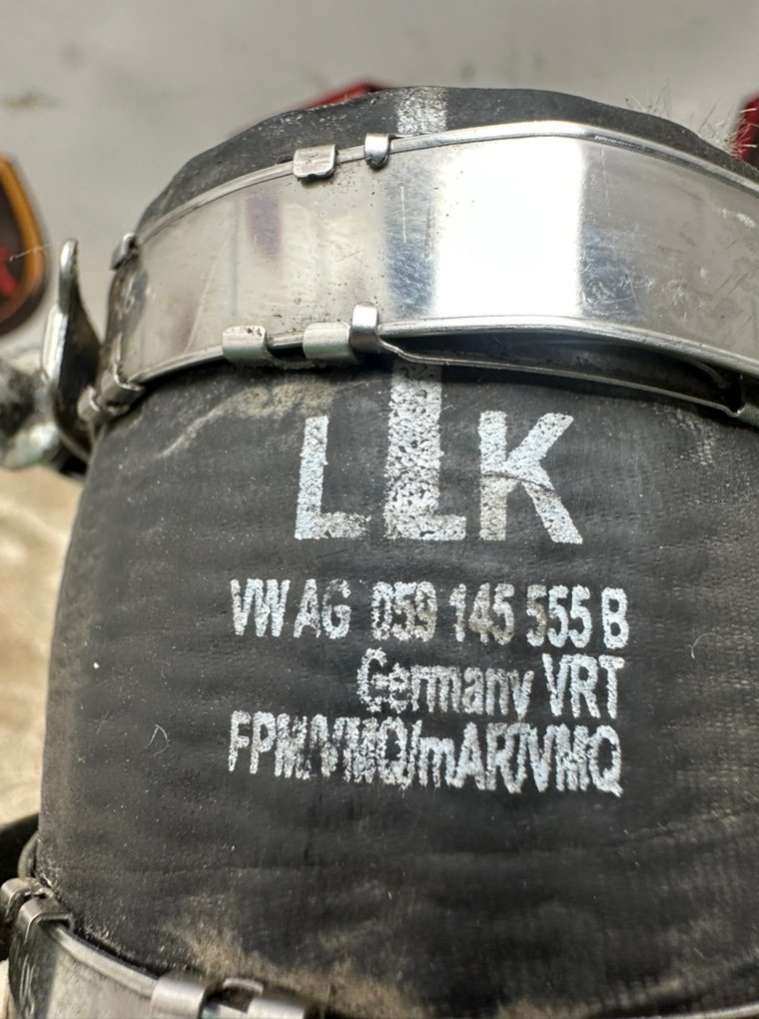 LLK
VW AG 059 145 555 B
Germany VRT
FPM/VMQ/mAR/VMQ